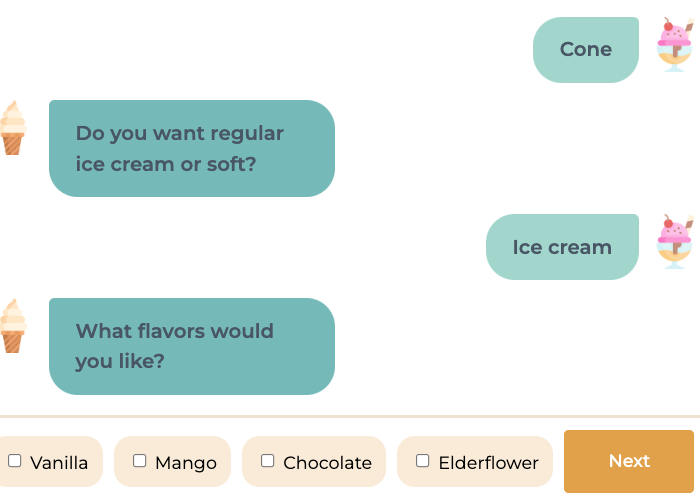 Cone
Do you want regular
ice cream or soft?
Ice cream
What flavors would
you like?
Vanilla Mango Chocolate Elderflower Next